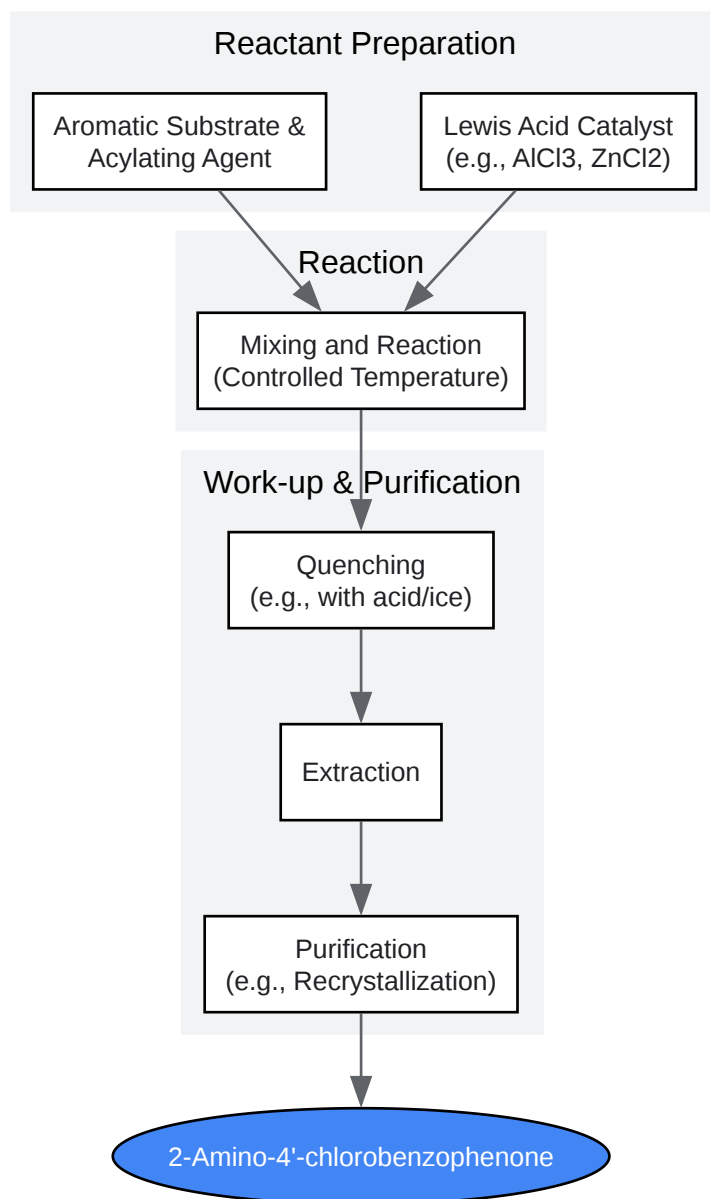 Reactant Preparation
Aromatic Substrate &
Acylating Agent
Lewis Acid Catalyst
(e.g., AlCl3, ZnCl2)
Reaction
Mixing and Reaction
(Controlled Temperature)
Work-up & Purification
Quenching
(e.g., with acid/ice)
Extraction
Purification
(e.g., Recrystallization)
2-Amino-4'-chlorobenzophenone